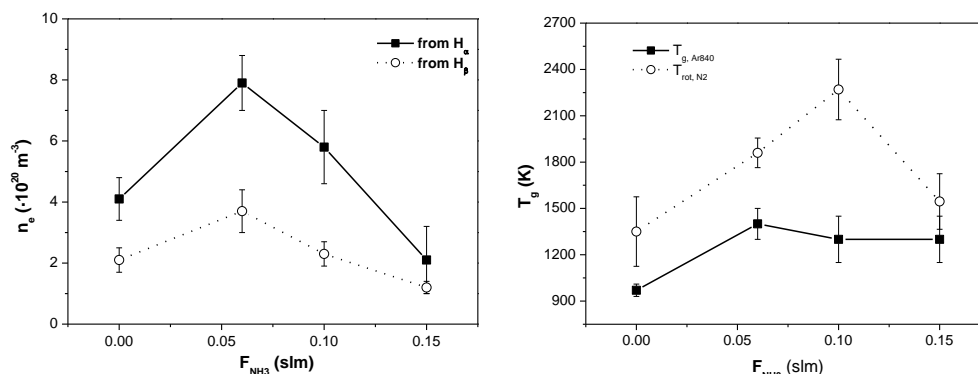 10
8
6
4
2
0
n_e (·10^20 m^-3)
from H_α
from H_β
0.00 0.05 0.10 0.15
F_NH3 (slm)
2700
2400
2100
1800
1500
1200
900
T_g (K)
T_g, Ar840
T_rot, N2
0.00 0.05 0.10 0.15
(slm)